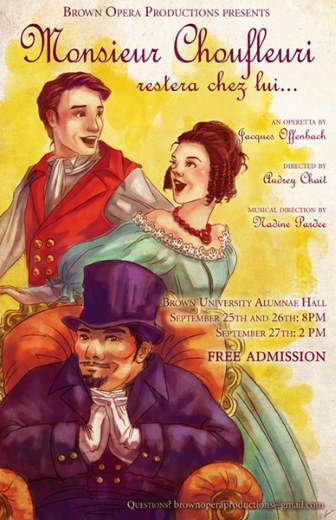 Brown Opera Productions presents
Monsieur Choufleuri
restera chez lui...
an operetta by
Jacques Offenbach
directed by
Audrey Chait
musical direction by
Nadine Pardee
Brown University Alumnae Hall
September 25th and 26th: 8PM
September 27th: 2 PM
FREE ADMISSION
Questions? brownoperaproductions@gmail.com